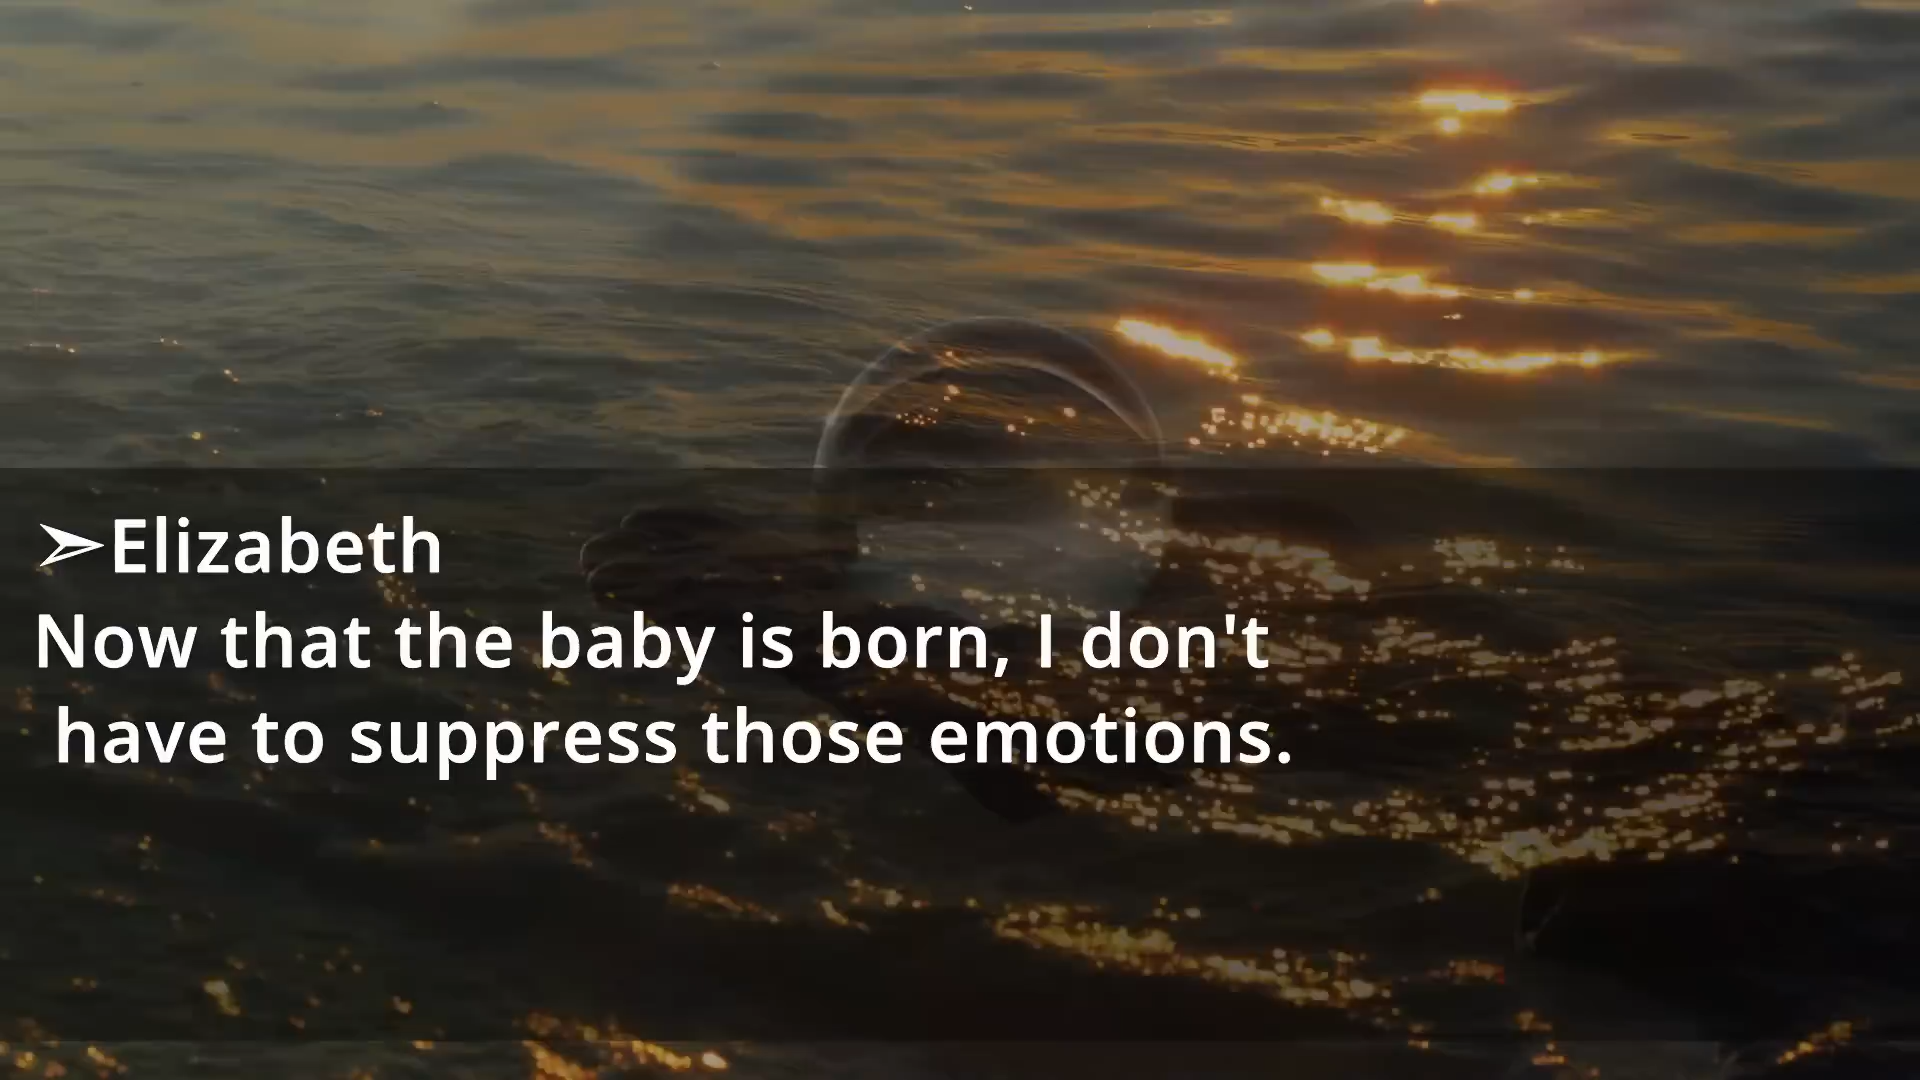 ➢Elizabeth
Now that the baby is born, I don't
have to suppress those emotions.